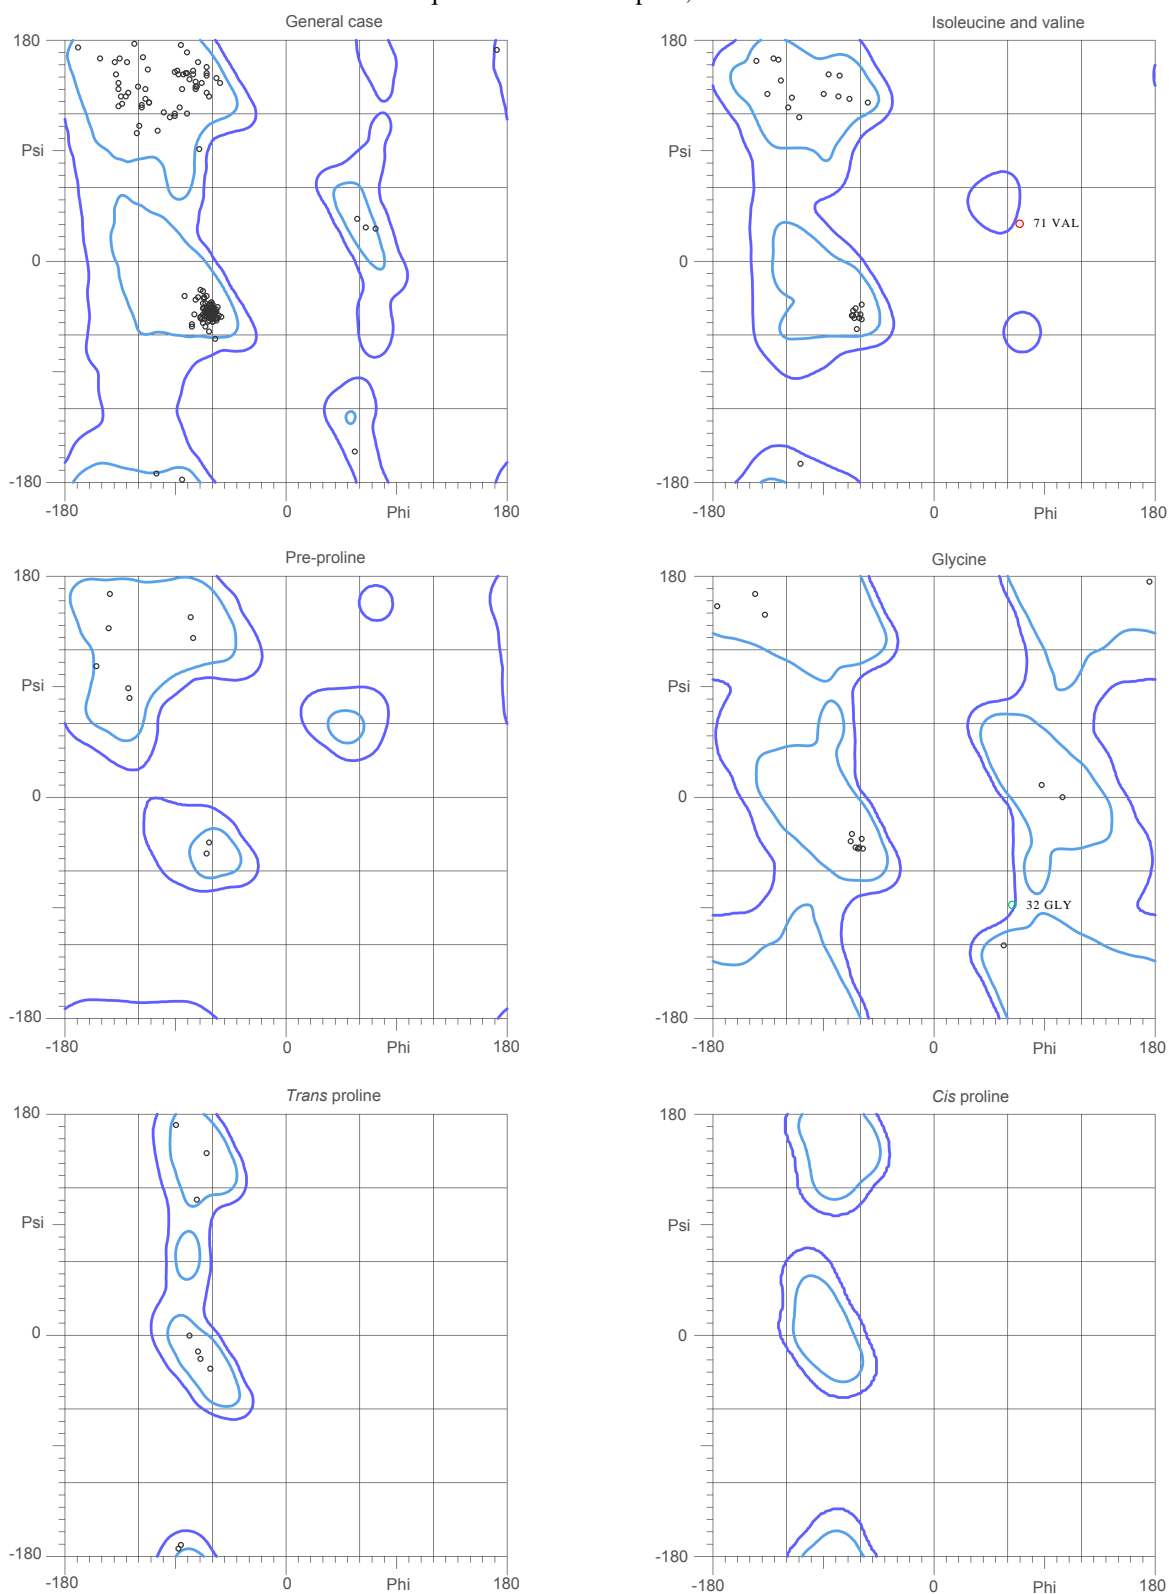 General case
Isoleucine and valine
180
180
Psi
Psi
71 VAL
0
0
-180
-180
-180
0
Phi
180
-180
0
Phi
180
Pre-proline
Glycine
180
180
Psi
Psi
0
0
32 GLY
-180
-180
-180
0
Phi
180
-180
0
Phi
180
Trans proline
Cis proline
180
180
Psi
Psi
0
0
-180
-180
-180
0
Phi
180
-180
0
Phi
180